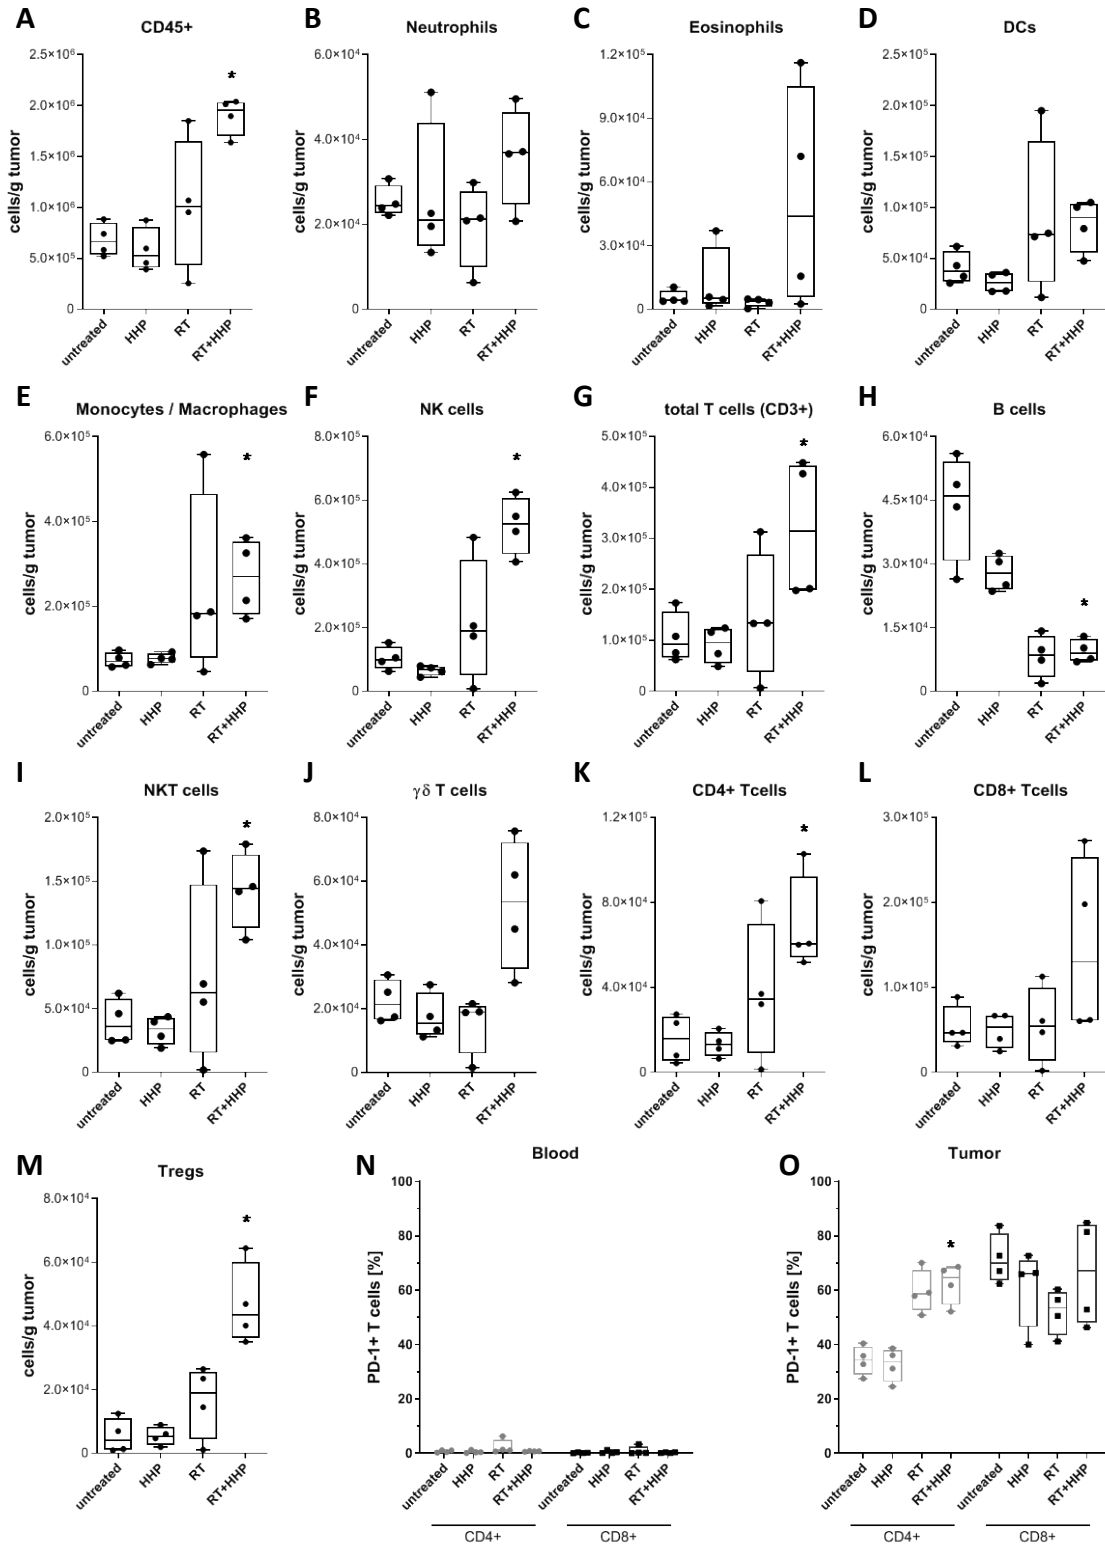 A CD45+
2.5×10⁶
2.0×10⁶
1.5×10⁶
1.0×10⁶
5.0×10⁵
0
cells/g tumor
*
untreated HHP RT RT+HHP
B Neutrophils
6.0×10⁴
4.0×10⁴
2.0×10⁴
0
cells/g tumor
untreated HHP RT RT+HHP
C Eosinophils
1.2×10⁵
9.0×10⁴
6.0×10⁴
3.0×10⁴
0
cells/g tumor
untreated HHP RT RT+HHP
D DCs
2.5×10⁵
2.0×10⁵
1.5×10⁵
1.0×10⁵
5.0×10⁴
0
cells/g tumor
untreated HHP RT RT+HHP
E Monocytes / Macrophages
6.0×10⁵
4.0×10⁵
2.0×10⁵
0
cells/g tumor
*
untreated HHP RT RT+HHP
F NK cells
8.0×10⁵
6.0×10⁵
4.0×10⁵
2.0×10⁵
0
cells/g tumor
*
untreated HHP RT RT+HHP
G total T cells (CD3+)
5.0×10⁵
4.0×10⁵
3.0×10⁵
2.0×10⁵
1.0×10⁵
0
cells/g tumor
*
untreated HHP RT RT+HHP
H B cells
6.0×10⁴
4.5×10⁴
3.0×10⁴
1.5×10⁴
0
cells/g tumor
*
untreated HHP RT RT+HHP
I NKT cells
2.0×10⁵
1.5×10⁵
1.0×10⁵
5.0×10⁴
0
cells/g tumor
*
untreated HHP RT RT+HHP
J γδ T cells
8.0×10⁴
6.0×10⁴
4.0×10⁴
2.0×10⁴
0
cells/g tumor
untreated HHP RT RT+HHP
K CD4+ Tcells
1.2×10⁵
8.0×10⁴
4.0×10⁴
0
cells/g tumor
*
untreated HHP RT RT+HHP
L CD8+ Tcells
3.0×10⁵
2.0×10⁵
1.0×10⁵
0
cells/g tumor
untreated HHP RT RT+HHP
M Tregs
8.0×10⁴
6.0×10⁴
4.0×10⁴
2.0×10⁴
0
cells/g tumor
*
untreated HHP RT RT+HHP
N Blood
100
80
60
40
20
0
PD-1+ T cells [%]
untreated HHP RT RT+HHP untreated HHP RT RT+HHP
CD4+ CD8+
O Tumor
100
80
60
40
20
0
PD-1+ T cells [%]
*
untreated HHP RT RT+HHP untreated HHP RT RT+HHP
CD4+ CD8+